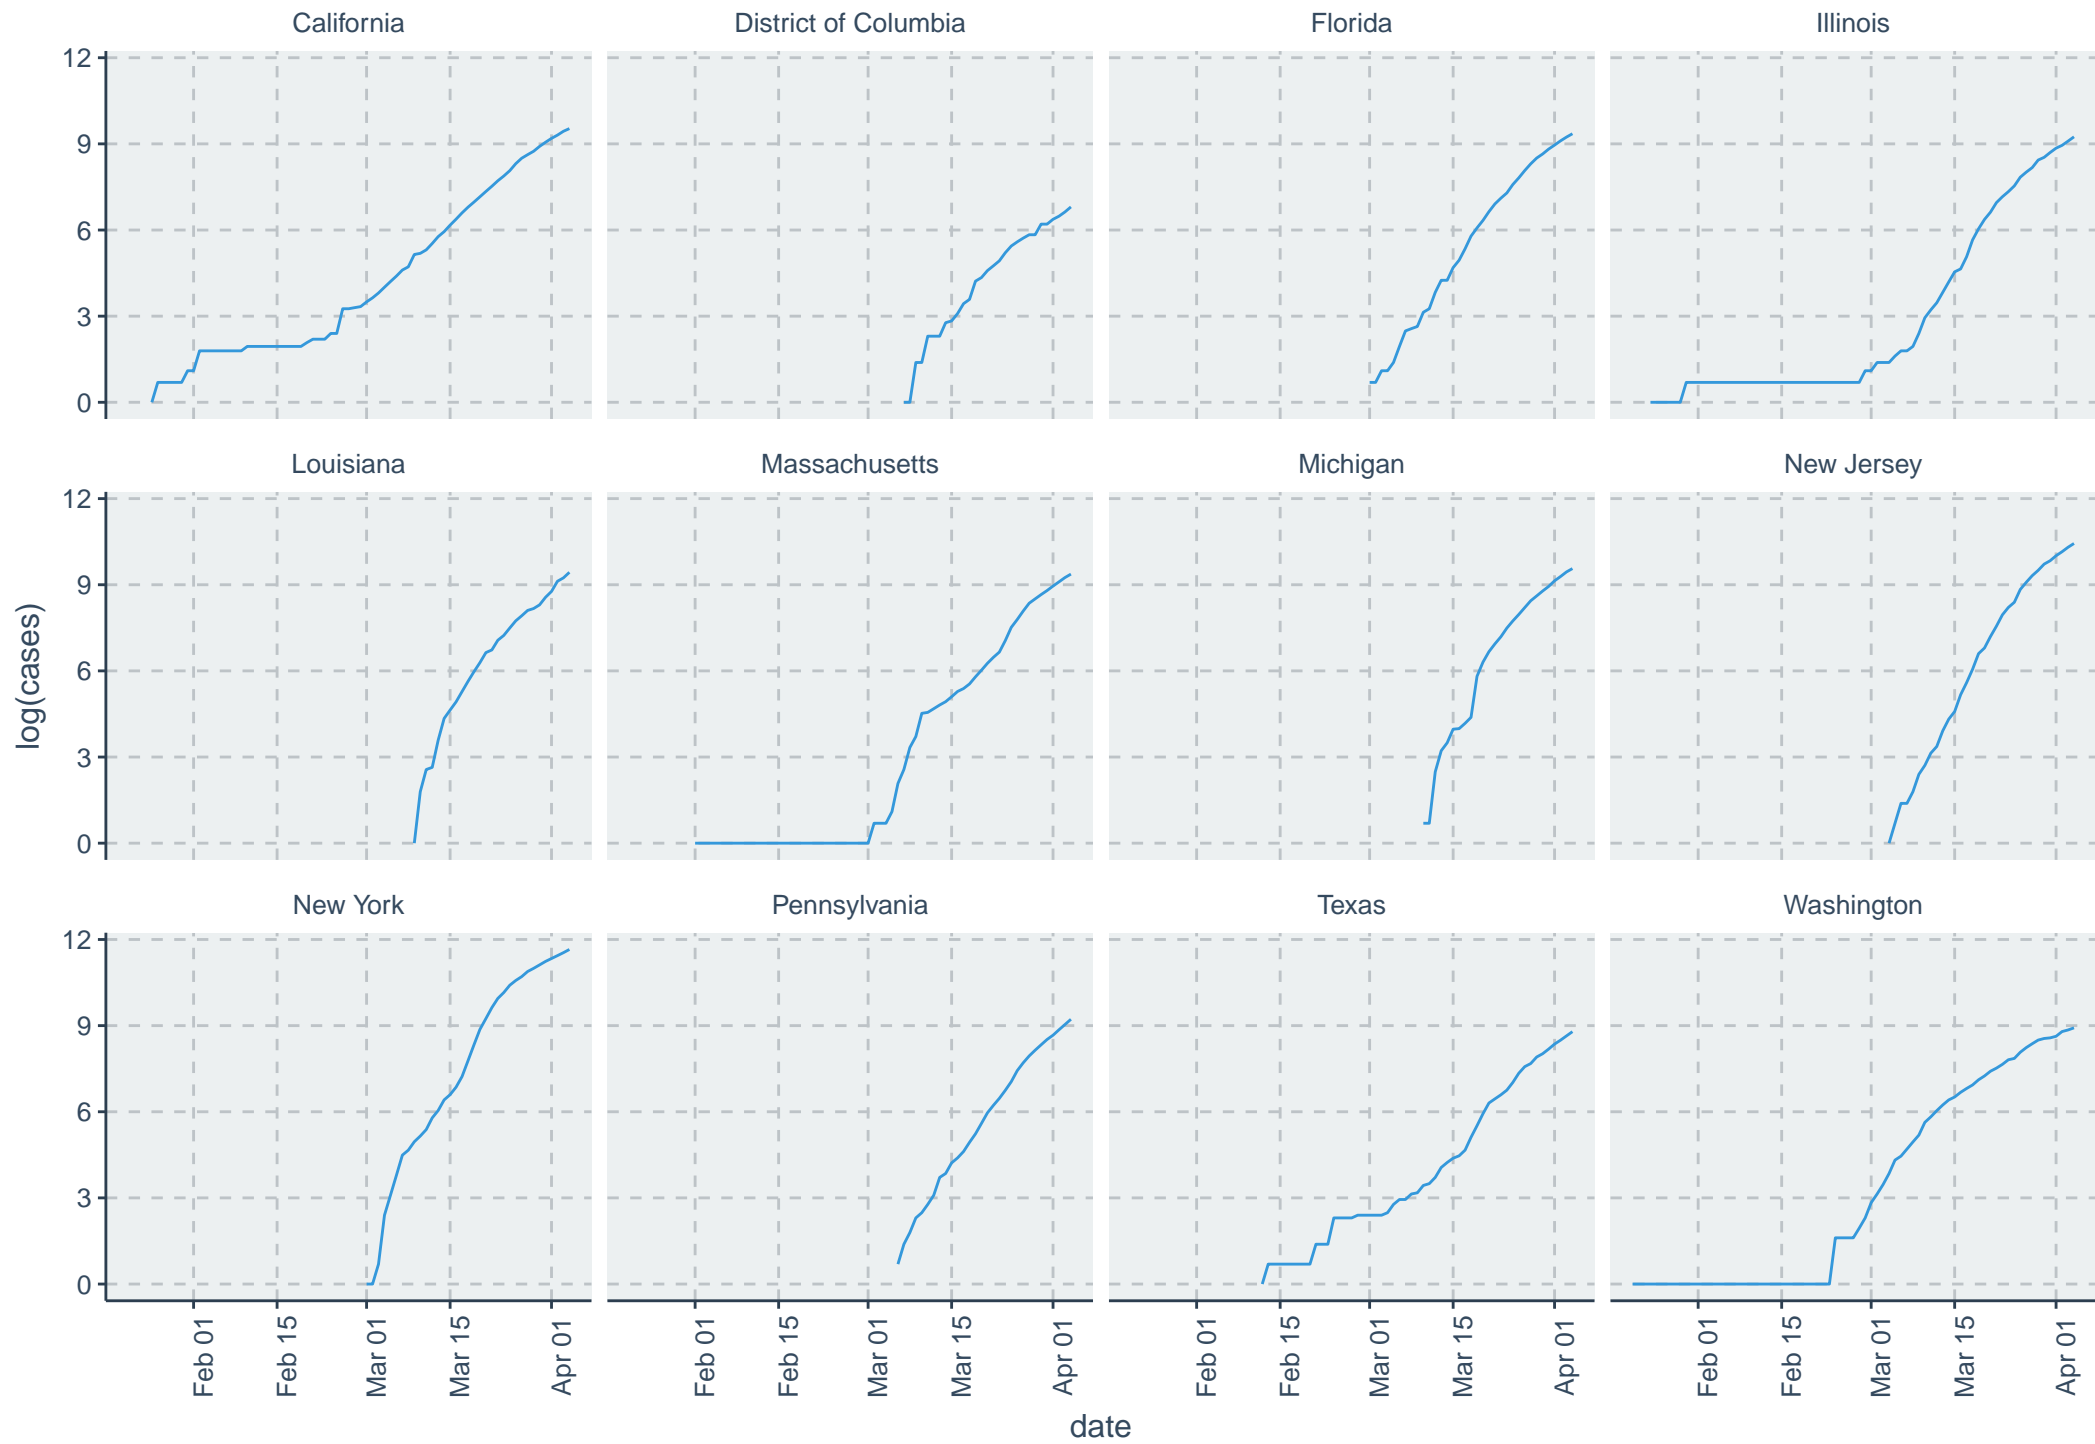 California District of Columbia Florida Illinois
12
9
6
3
0
Louisiana Massachusetts Michigan New Jersey
12
9
6
3
0
log(cases)
New York Pennsylvania Texas Washington
12
9
6
3
0
Feb 01 Feb 15 Mar 01 Mar 15 Apr 01 Feb 01 Feb 15 Mar 01 Mar 15 Apr 01 Feb 01 Feb 15 Mar 01 Mar 15 Apr 01 Feb 01 Feb 15 Mar 01 Mar 15 Apr 01
date